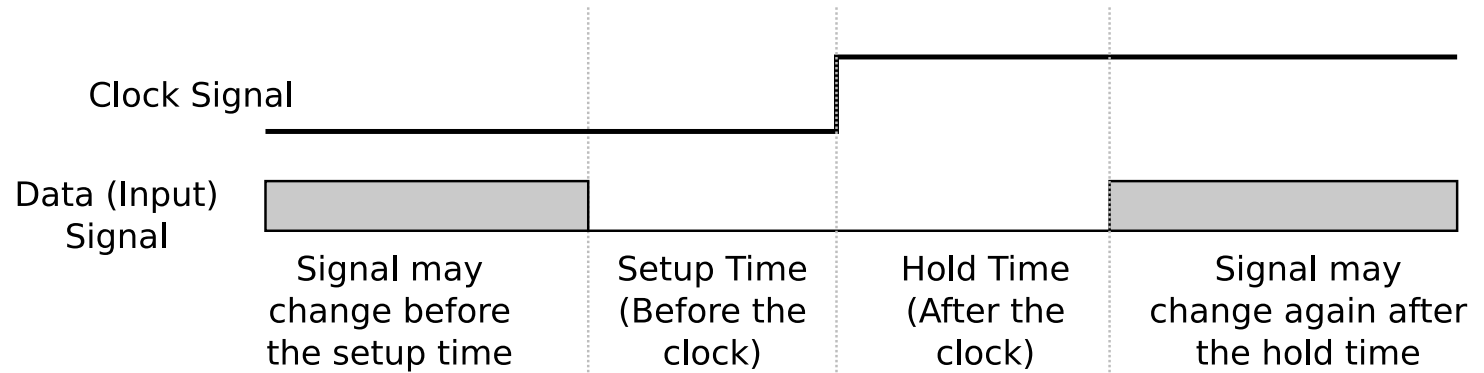 Clock Signal
Data (Input)
Signal
Signal may
change before
the setup time
Setup Time
(Before the
clock)
Hold Time
(After the
clock)
Signal may
change again after
the hold time